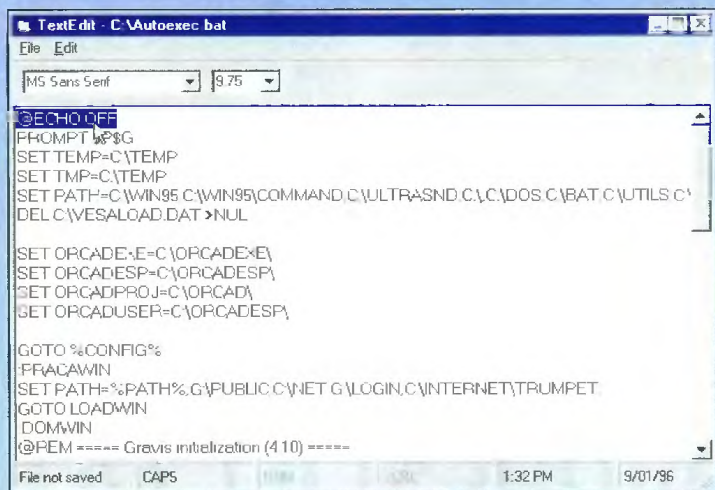 TextEdit - C:\Autoexec bat
File Edit
MS Sans Serif 9.75
@ECHO OFF
PROMPT $P$G
SET TEMP=C:\TEMP
SET TMP=C:\TEMP
SET PATH=C:\WIN95 C:\WIN95\COMMAND,C:\ULTRASND,C:\,C:\DOS,C:\BAT,C:\UTILS,C:\
DEL C:\VESALOAD.DAT >NUL
SET ORCADEXE=C:\ORCADEXE\
SET ORCADESP=C:\ORCADESP\
SET ORCADPROJ=C:\ORCAD\
SET ORCADUSER=C:\ORCADESP\
GOTO %CONFIG%
:PRACAWIN
SET PATH=%PATH%,G:\PUBLIC,C:\NET G:\LOGIN,C:\INTERNET\TRUMPET
GOTO LOADWIN
:DOMWIN
@REM ===== Gravis initialization (4.10) =====
File not saved CAPS 1:32 PM 9/01/96